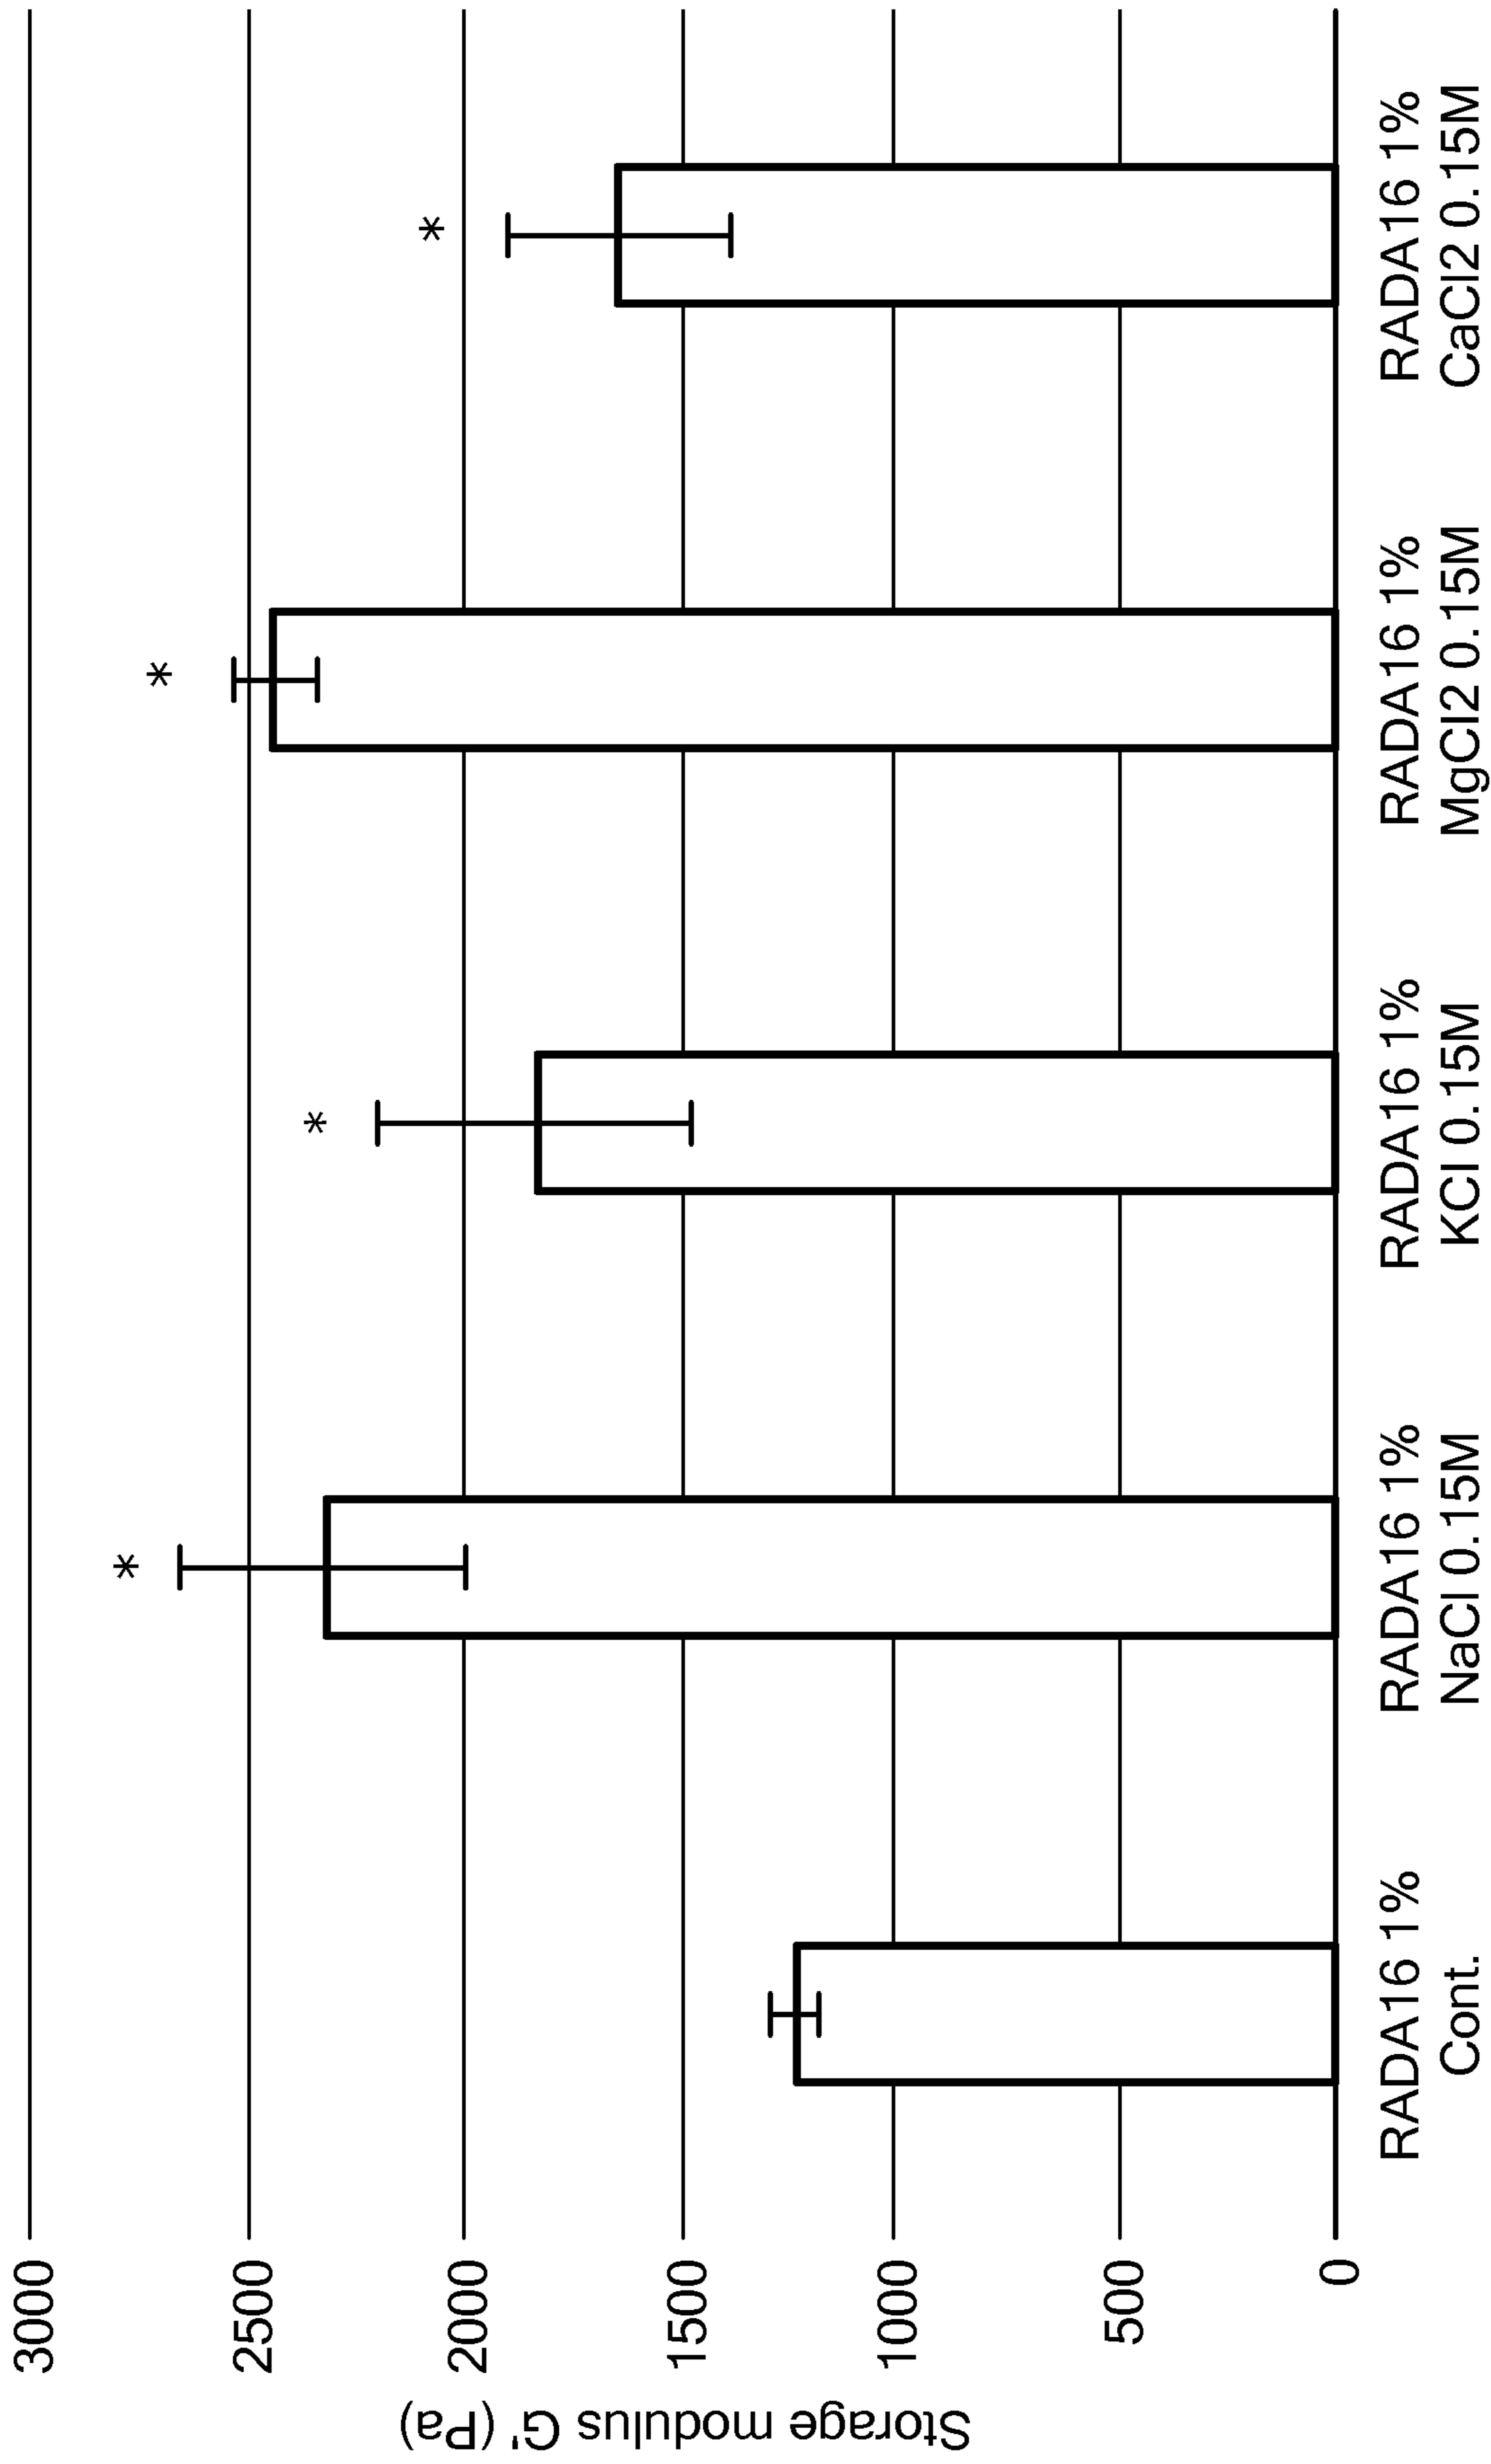 Storage modulus G' (Pa)
3000
2500
2000
1500
1000
500
0
*
*
*
*
RADA16 1%
Cont.
RADA16 1%
NaCl 0.15M
RADA16 1%
KCl 0.15M
RADA16 1%
MgCl2 0.15M
RADA16 1%
CaCl2 0.15M